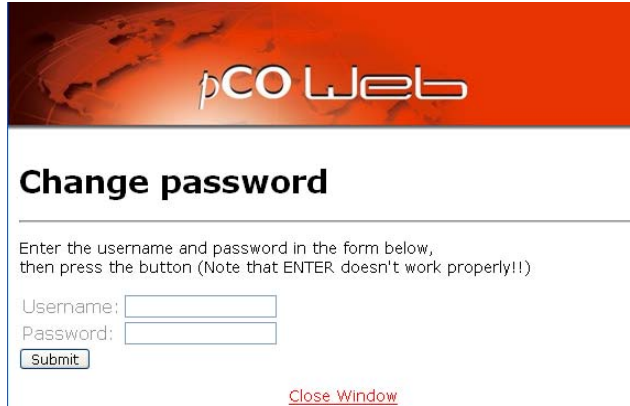 pCO Web
Change password
Enter the username and password in the form below,
then press the button (Note that ENTER doesn't work properly!!)
Username:
Password:
Submit
Close Window